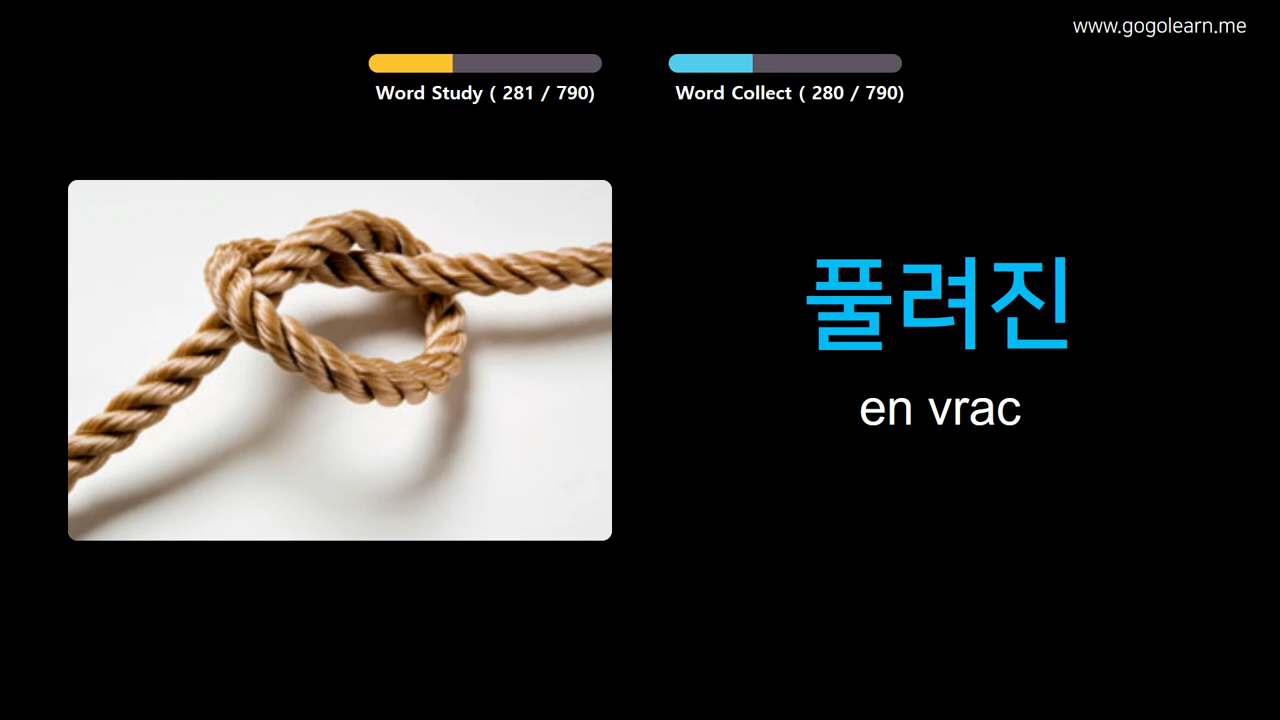 www.gogolearn.me
Word Study ( 281 / 790)
Word Collect ( 280 / 790)
풀려진
en vrac